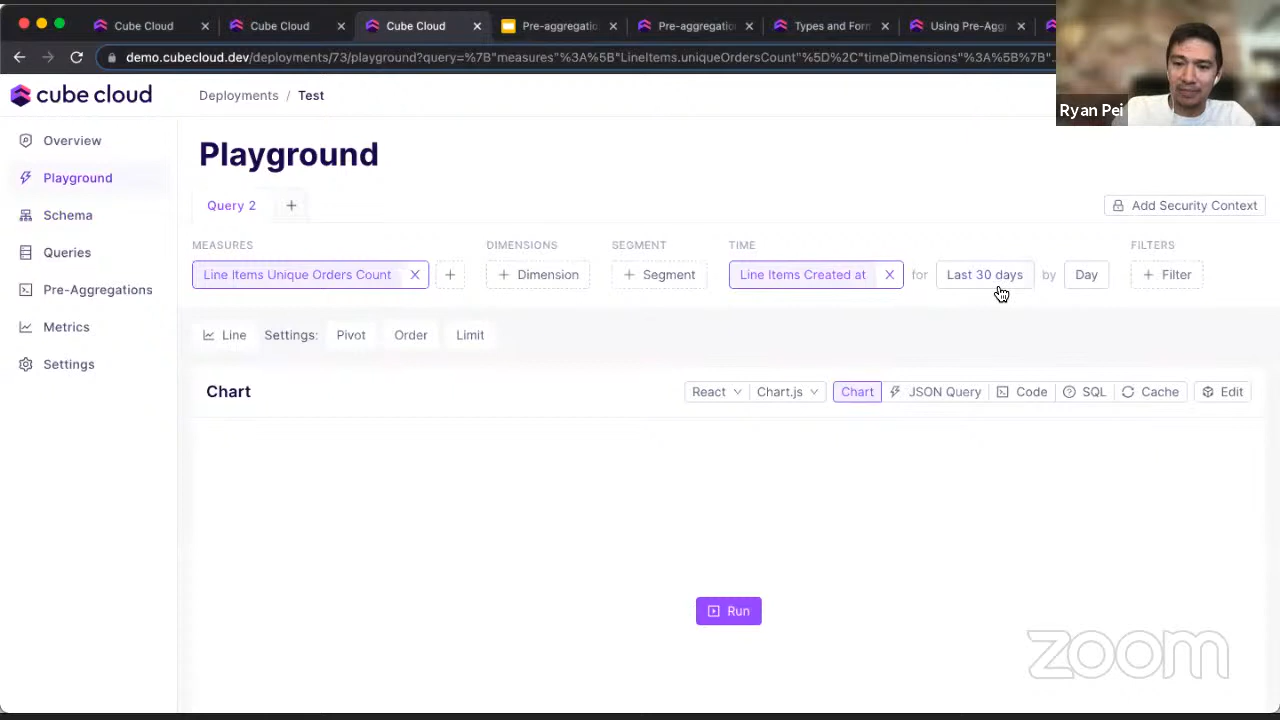 Cube Cloud
Cube Cloud
Cube Cloud
Pre-aggregation
Pre-aggregation
Types and Form
Using Pre-Agg
demo.cubecloud.dev/deployments/73/playground?query=%7B"measures"%3A%5B"LineItems.uniqueOrdersCount"%5D%2C"timeDimensions"%3A%5B%7B"...
Ryan Pei
cube cloud
Deployments / Test
Overview
Playground
Schema
Queries
Pre-Aggregations
Metrics
Settings
Playground
Query 2 +
Add Security Context
MEASURES DIMENSIONS SEGMENT TIME FILTERS
Line Items Unique Orders Count X + + Dimension + Segment Line Items Created at X for Last 30 days by Day + Filter
Line Settings: Pivot Order Limit
Chart React Chart.js Chart JSON Query Code SQL Cache Edit
Run
zoom